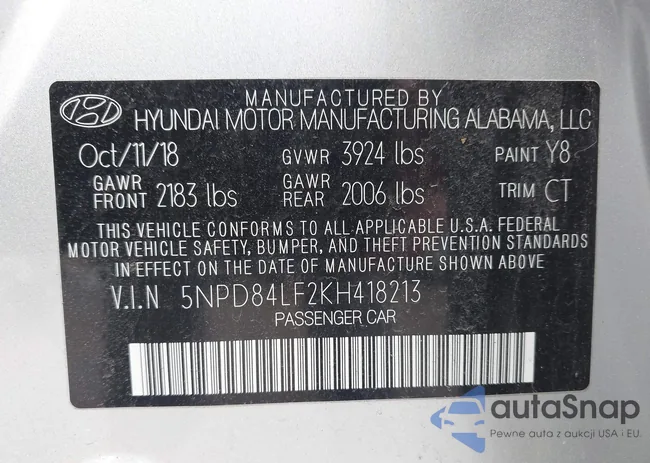 MANUFACTURED BY
HYUNDAI MOTOR MANUFACTURING ALABAMA, LLC
Oct/11/18 GVWR 3924 lbs PAINT Y8
GAWR FRONT 2183 lbs GAWR REAR 2006 lbs TRIM CT
THIS VEHICLE CONFORMS TO ALL APPLICABLE U.S.A. FEDERAL
MOTOR VEHICLE SAFETY, BUMPER, AND THEFT PREVENTION STANDARDS
IN EFFECT ON THE DATE OF MANUFACTURE SHOWN ABOVE
V.I.N 5NPD84LF2KH418213
PASSENGER CAR
autaSnap
Pewne auta z aukcji USA i EU.